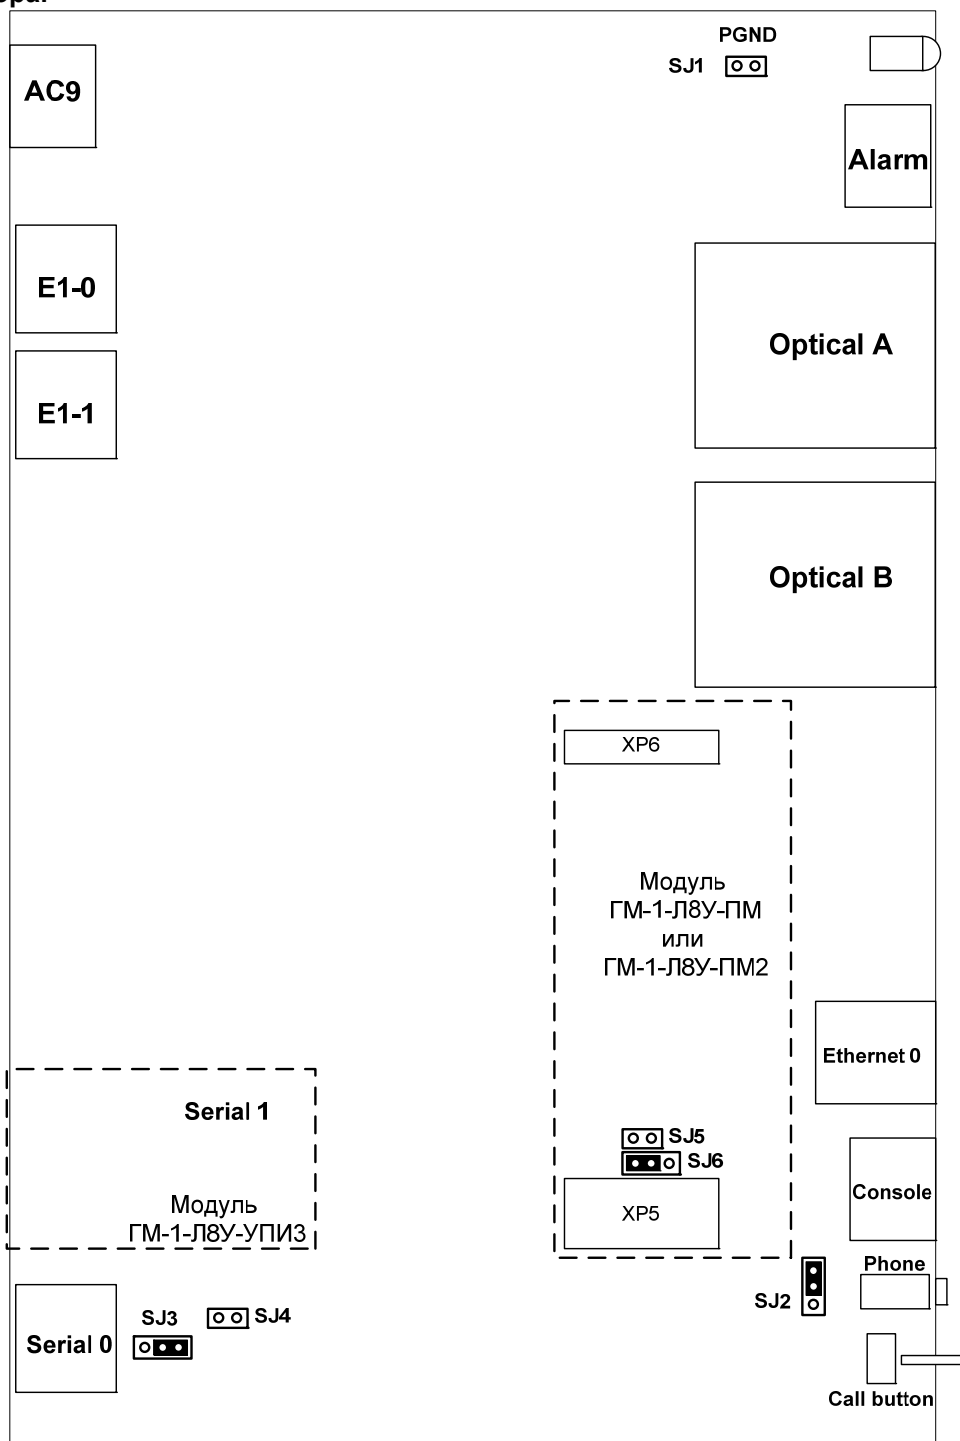 PGND
SJ1
AC9
Alarm
E1-0
Optical A
E1-1
Optical B
XP6
Модуль
ГМ-1-Л8У-ПМ
или
ГМ-1-Л8У-ПМ2
Ethernet 0
Serial 1
SJ5
SJ6
Console
Модуль
ГМ-1-Л8У-УПИ3
XP5
Phone
SJ2
SJ3
SJ4
Serial 0
Call button